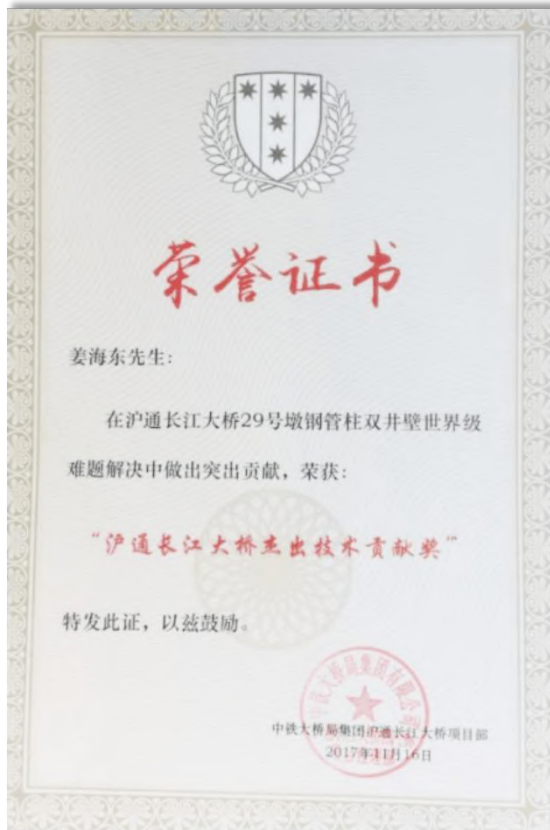 荣誉证书
姜海东先生：
在沪通长江大桥29号墩钢管柱双井壁世界级
难题解决中做出突出贡献，荣获：
“沪通长江大桥杰出技术贡献奖”
特发此证，以兹鼓励。
中铁大桥局集团沪通长江大桥项目部
2017年11月16日